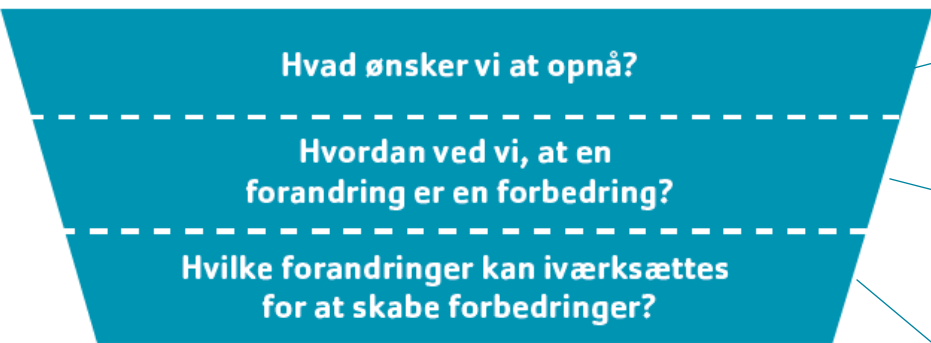 Hvad ønsker vi at opnå?
Hvordan ved vi, at en
forandring er en forbedring?
Hvilke forandringer kan iværksættes
for at skabe forbedringer?